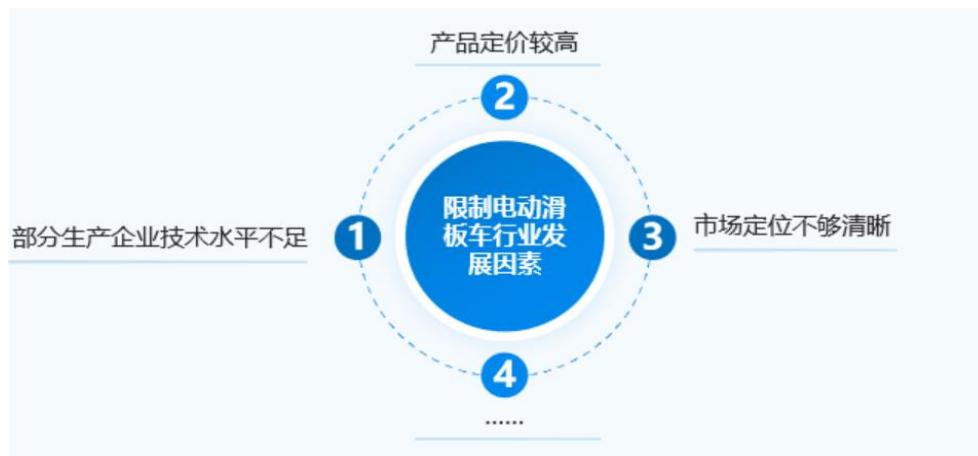 产品定价较高
2
部分生产企业技术水平不足
1
限制电动滑
板车行业发
展因素
3
市场定位不够清晰
4
......